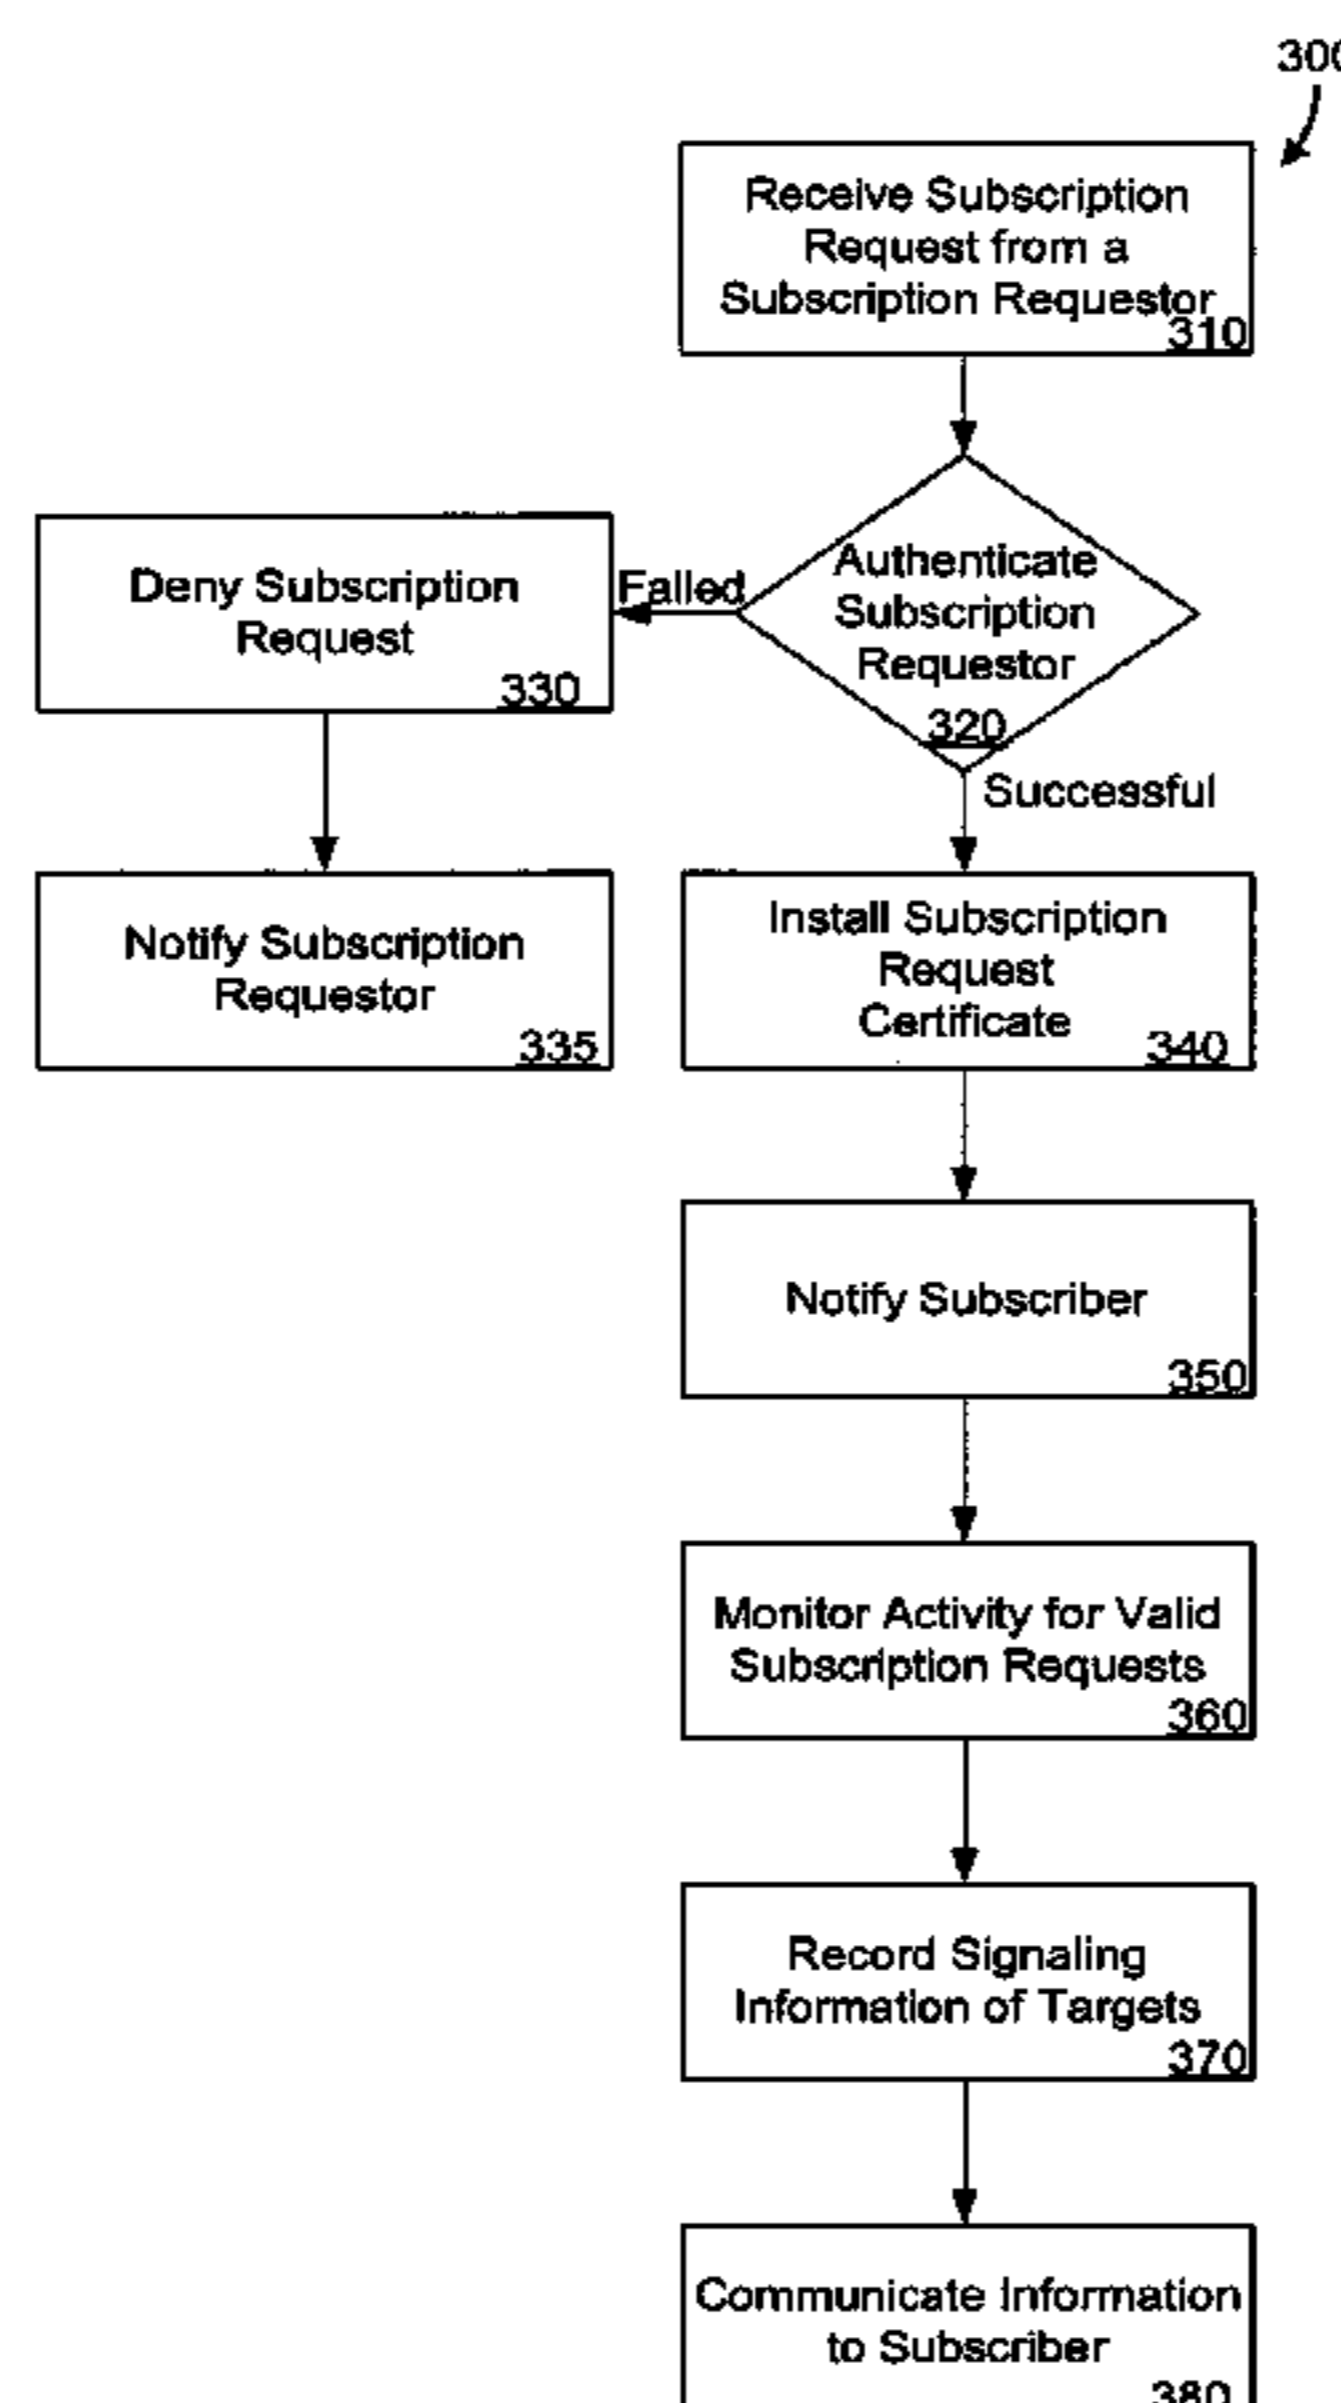 300
Receive Subscription
Request from a
Subscription Requestor
310
Authenticate
Subscription
Requestor
320
Failed
Deny Subscription
Request
330
Successful
Notify Subscription
Requestor
335
Install Subscription
Request
Certificate
340
Notify Subscriber
350
Monitor Activity for Valid
Subscription Requests
360
Record Signaling
Information of Targets
370
Communicate Information
to Subscriber
380